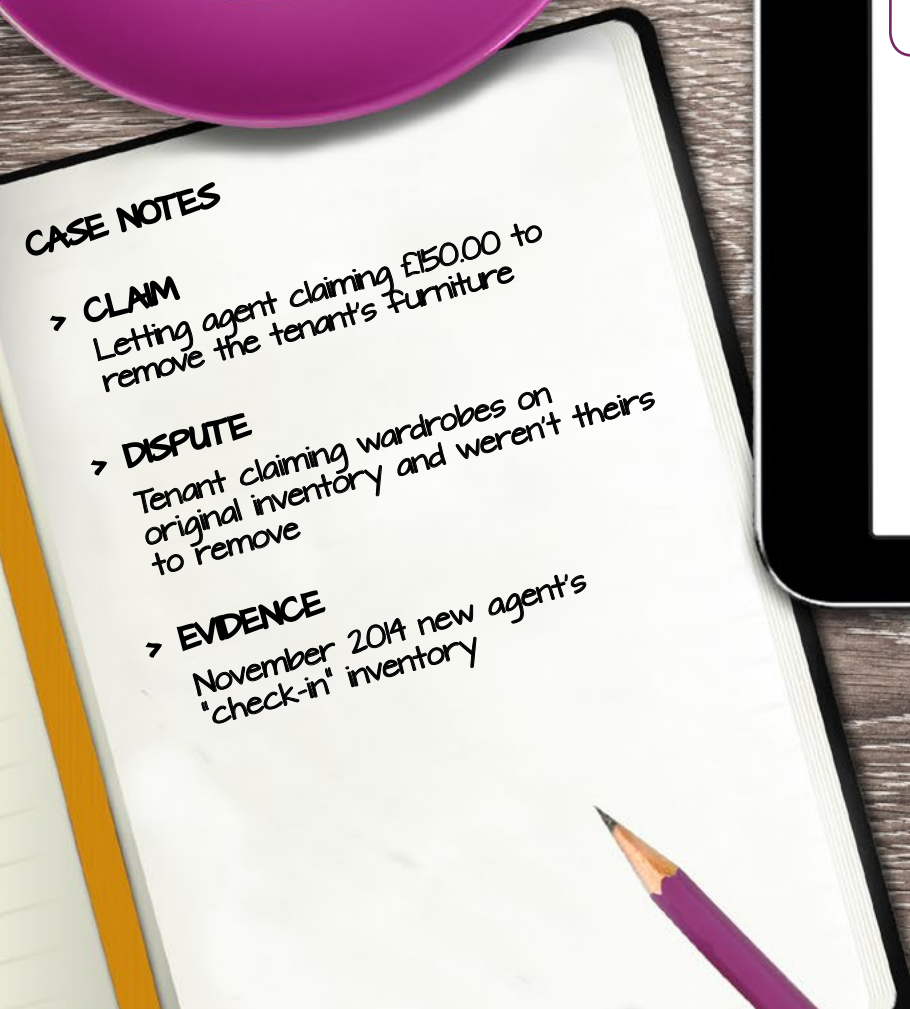 CASE NOTES
> CLAIM
Letting agent claiming £150.00 to
remove the tenant's furniture
> DISPUTE
Tenant claiming wardrobes on
original inventory and weren't theirs
to remove
> EVIDENCE
November 2014 new agent's
"check-in" inventory